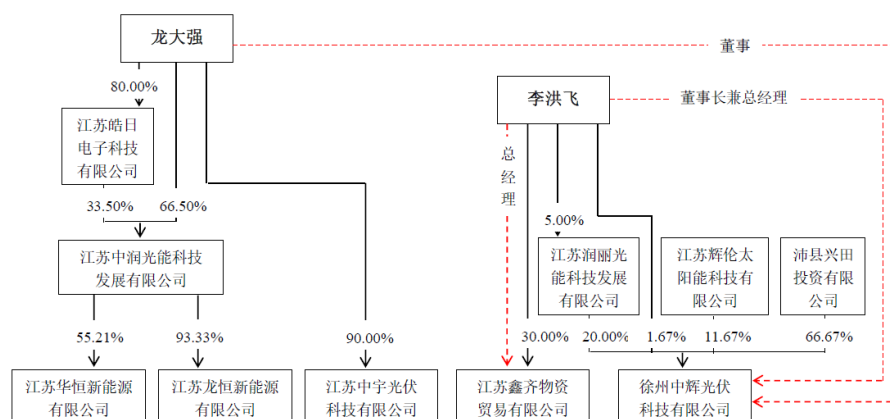 龙大强
董事
80.00%
李洪飞
董事长兼总经理
江苏皓日
电子科技
有限公司
总经理
33.50%
66.50%
5.00%
江苏中润光能科技
发展有限公司
江苏润丽光
能科技发展
有限公司
江苏辉伦太
阳能科技有
限公司
沛县兴田
投资有限
公司
55.21%
93.33%
90.00%
30.00%
20.00%
1.67%
11.67%
66.67%
江苏华恒新能源
有限公司
江苏龙恒新能源
有限公司
江苏中宇光伏
科技有限公司
江苏鑫齐物资
贸易有限公司
徐州中辉光伏
科技有限公司